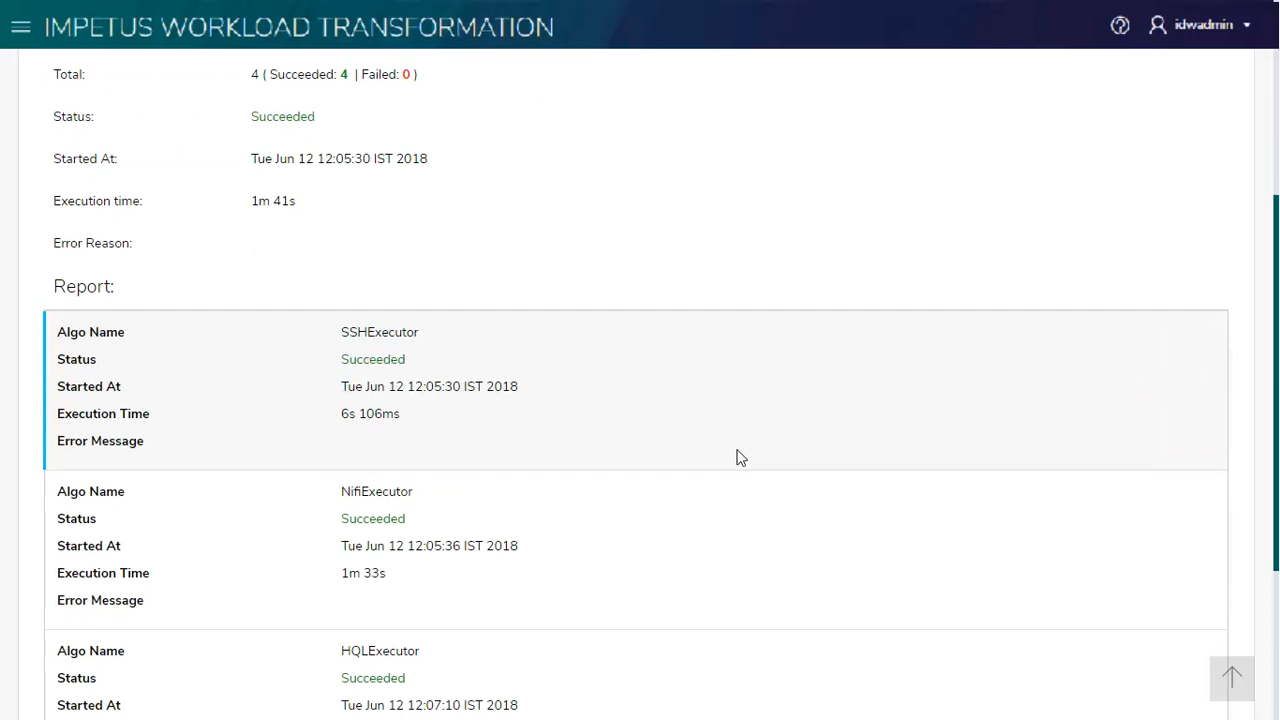 IMPETUS WORKLOAD TRANSFORMATION idwadmin
Total: 4 ( Succeeded: 4 | Failed: 0 )
Status: Succeeded
Started At: Tue Jun 12 12:05:30 IST 2018
Execution time: 1m 41s
Error Reason:
Report:
Algo Name SSHExecutor
Status Succeeded
Started At Tue Jun 12 12:05:30 IST 2018
Execution Time 6s 106ms
Error Message
Algo Name NifiExecutor
Status Succeeded
Started At Tue Jun 12 12:05:36 IST 2018
Execution Time 1m 33s
Error Message
Algo Name HQLExecutor
Status Succeeded
Started At Tue Jun 12 12:07:10 IST 2018